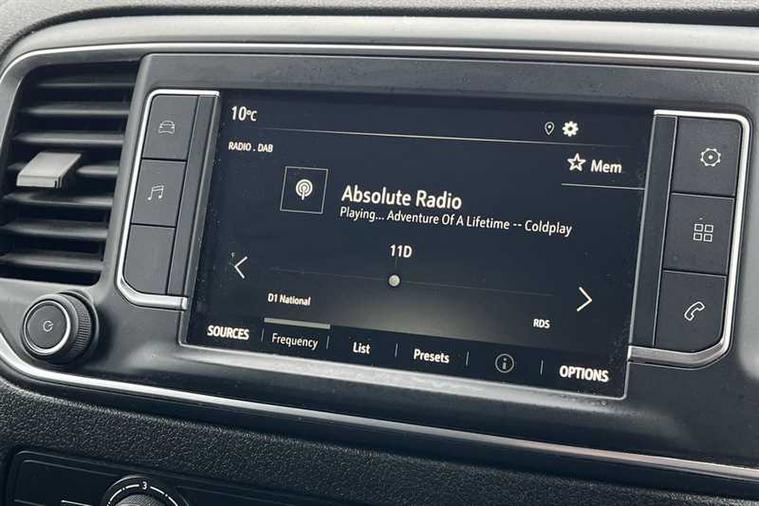 10°C
RADIO . DAB
Mem
Absolute Radio
Playing... Adventure Of A Lifetime -- Coldplay
11D
D1 National
RDS
SOURCES Frequency List Presets i OPTIONS
3